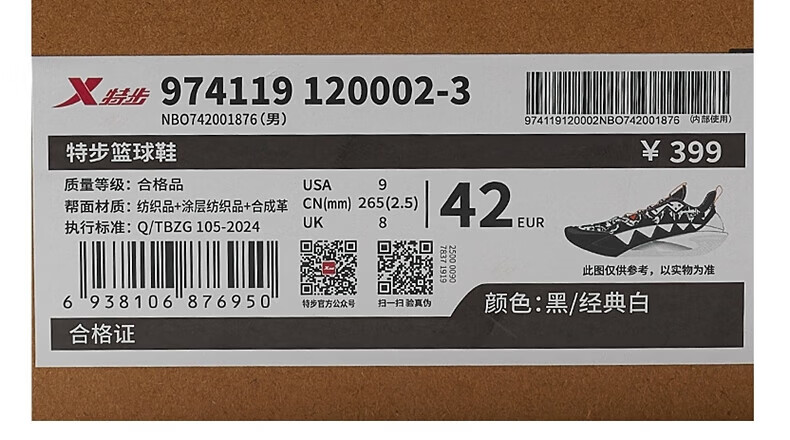 特步 974119 120002-3
NBO742001876(男)
974119120002NBO742001876 (内部使用)
特步篮球鞋 ¥ 399
质量等级: 合格品
帮面材质: 纺织品+涂层纺织品+合成革
执行标准: Q/TBZG 105-2024
USA 9
CN(mm) 265(2.5)
UK 8
42 EUR
6 938106 876950
特步官方公众号
扫一扫 验真伪
2500 0090
7837 1919
此图仅供参考,以实物为准
颜色:黑/经典白
合格证